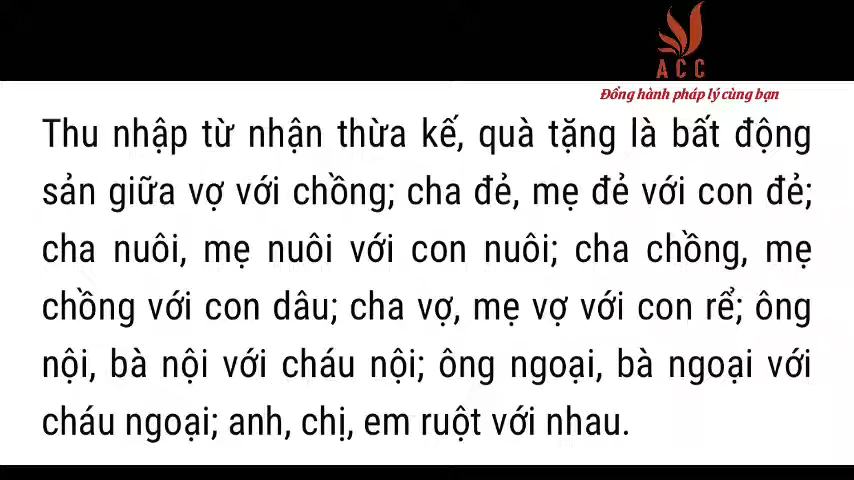 ACC
Đồng hành pháp lý cùng bạn
Thu nhập từ nhận thừa kế, quà tặng là bất động
sản giữa vợ với chồng; cha đẻ, mẹ đẻ với con đẻ;
cha nuôi, mẹ nuôi với con nuôi; cha chồng, mẹ
chồng với con dâu; cha vợ, mẹ vợ với con rể; ông
nội, bà nội với cháu nội; ông ngoại, bà ngoại với
cháu ngoại; anh, chị, em ruột với nhau.